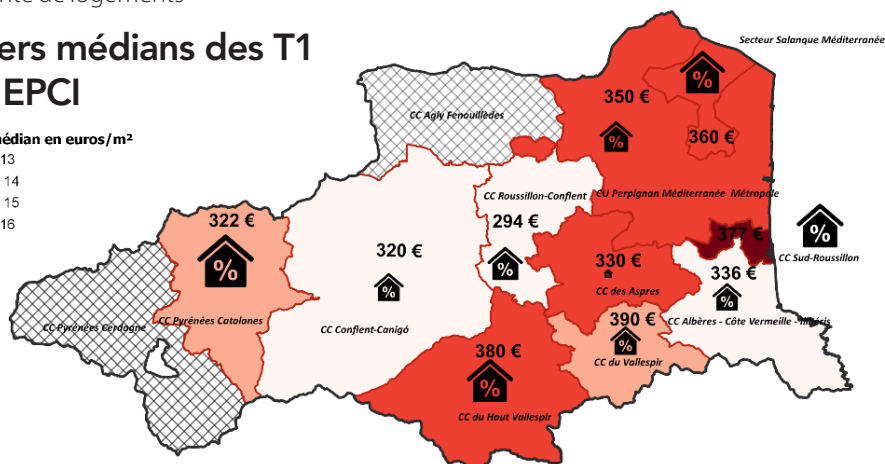 de logements
ers médians des T1
EPCI
médian en euros/m²
13
14
15
16
Secteur Salanque Méditerranée
%
350 €
%
360 €
CC Agly Fenouillèdes
CC Roussillon-Conflent
CU Perpignan Méditerranée Métropole
322 €
%
294 €
%
320 €
%
377 €
%
CC Sud-Roussillon
330 €
%
CC des Aspres
336 €
%
CC Pyrénées Cerdagne
CC Pyrénées Catalanes
CC Conflent-Canigó
390 €
%
CC Albères - Côte Vermeille - Illibéris
CC du Vallespir
380 €
%
CC du Haut Vallespir